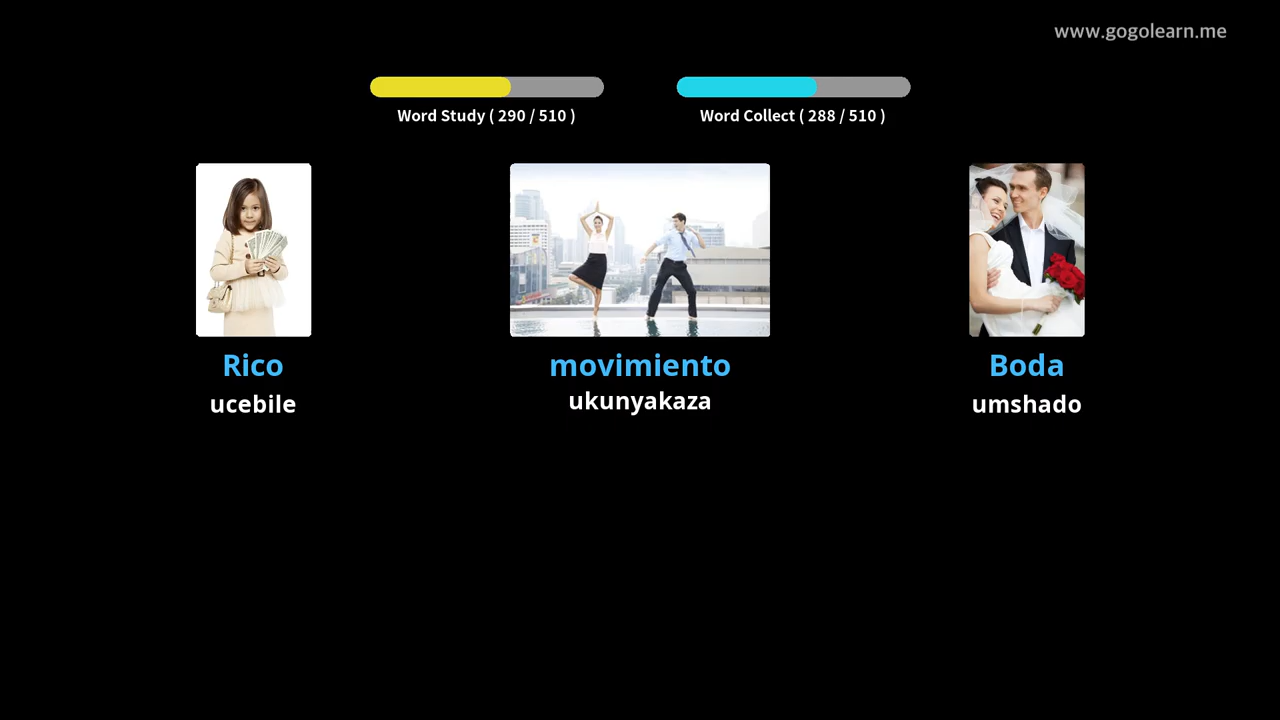 www.gogolearn.me
Word Study ( 290 / 510 )
Word Collect ( 288 / 510 )
Rico
ucebile
movimiento
ukunyakaza
Boda
umshado